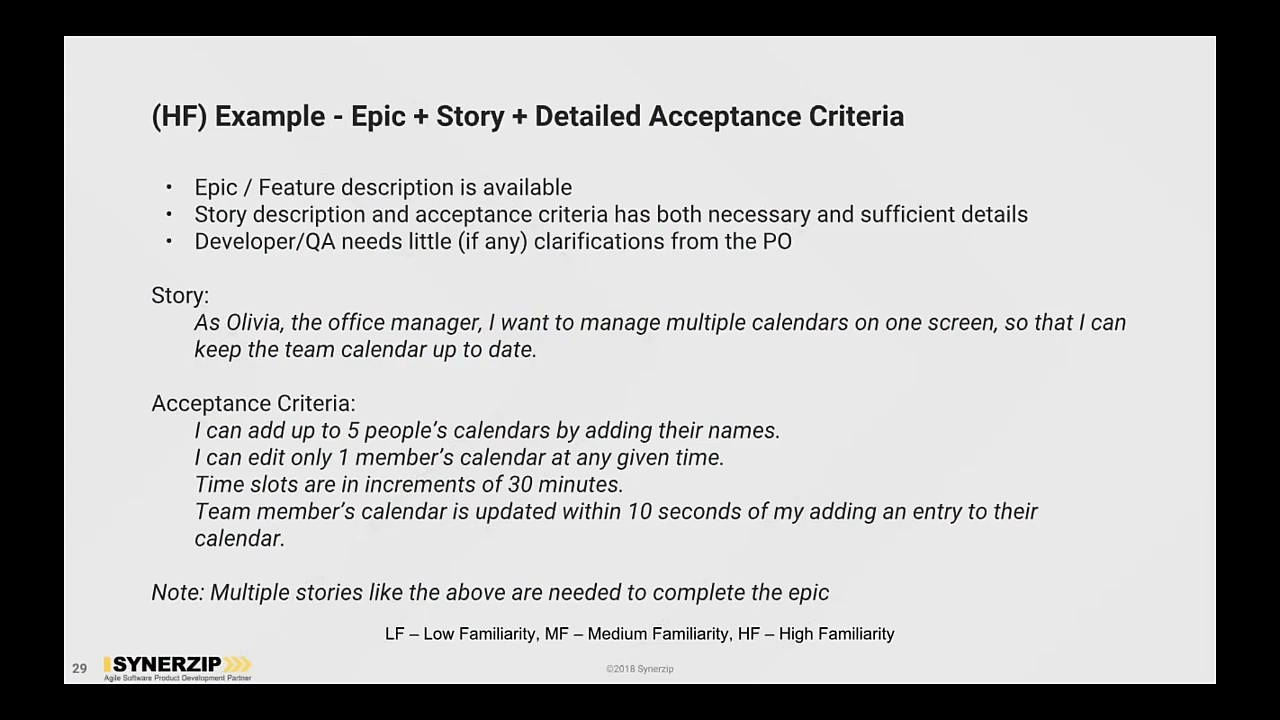 (HF) Example - Epic + Story + Detailed Acceptance Criteria
• Epic / Feature description is available
• Story description and acceptance criteria has both necessary and sufficient details
• Developer/QA needs little (if any) clarifications from the PO
Story:
As Olivia, the office manager, I want to manage multiple calendars on one screen, so that I can
keep the team calendar up to date.
Acceptance Criteria:
I can add up to 5 people’s calendars by adding their names.
I can edit only 1 member’s calendar at any given time.
Time slots are in increments of 30 minutes.
Team member’s calendar is updated within 10 seconds of my adding an entry to their
calendar.
Note: Multiple stories like the above are needed to complete the epic
LF – Low Familiarity, MF – Medium Familiarity, HF – High Familiarity
29
SYNERZIP
Agile Software Product Development Partner
©2018 Synerzip